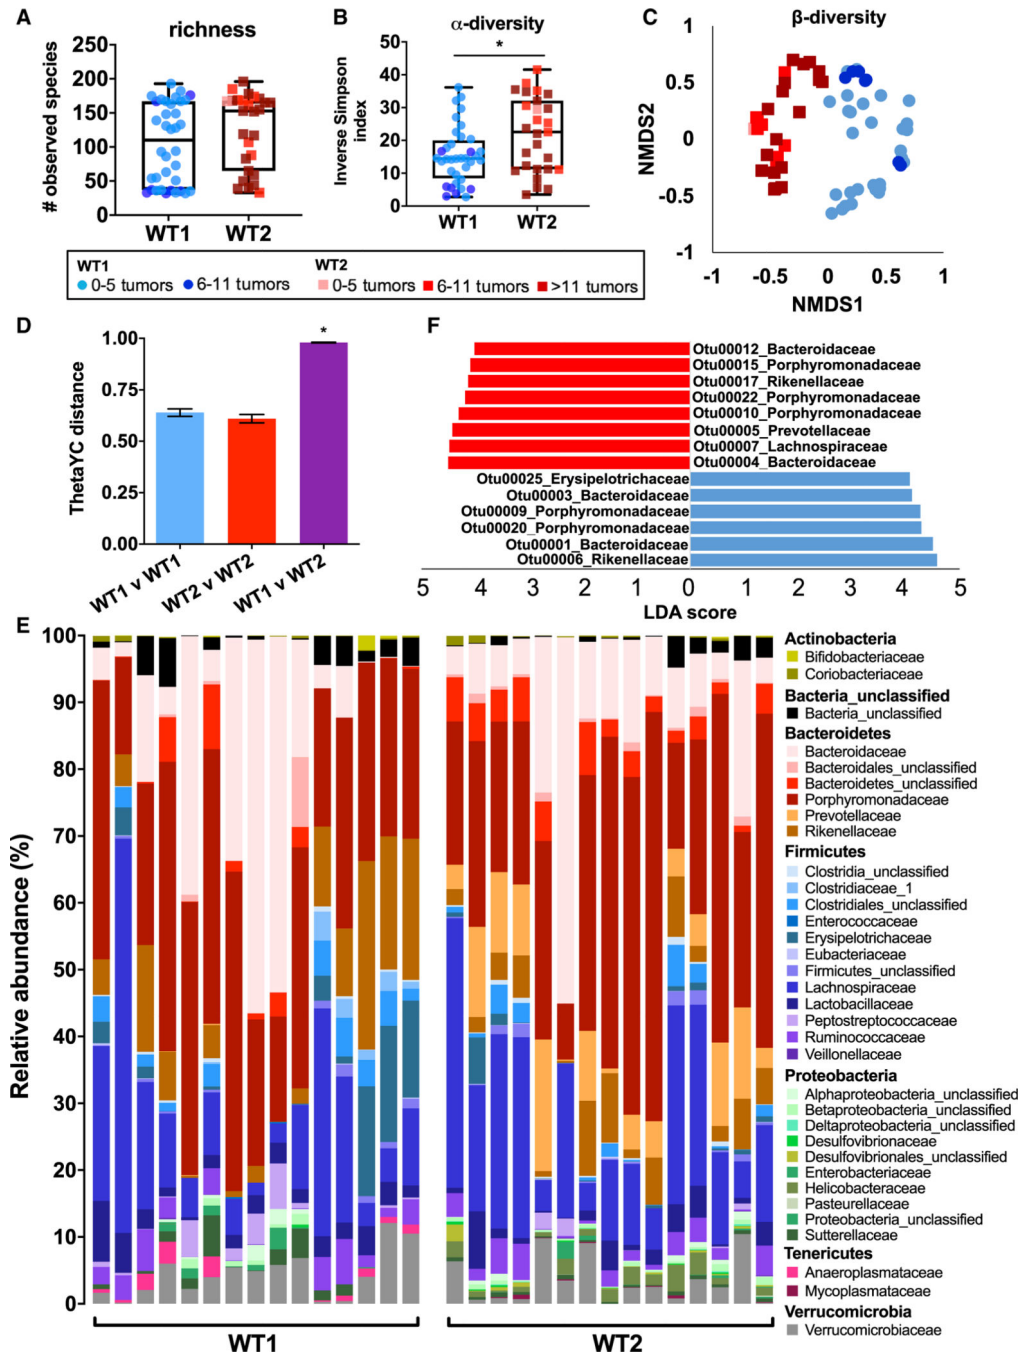 A
richness
# observed species
250
200
150
100
50
0
WT1
WT2
B
α-diversity
*
Inverse Simpson
index
50
40
30
20
10
0
WT1
WT2
C
β-diversity
NMDS2
1
0.5
0
-0.5
-1
-1
-0.5
0
0.5
1
NMDS1
WT1
0-5 tumors
6-11 tumors
WT2
0-5 tumors
6-11 tumors
>11 tumors
D
*
ThetaYC distance
1.00
0.75
0.50
0.25
0.00
WT1 v WT1
WT2 v WT2
WT1 v WT2
F
Otu00012_Bacteroidaceae
Otu00015_Porphyromonadaceae
Otu00017_Rikenellaceae
Otu00022_Porphyromonadaceae
Otu00010_Porphyromonadaceae
Otu00005_Prevotellaceae
Otu00007_Lachnospiraceae
Otu00004_Bacteroidaceae
Otu00025_Erysipelotrichaceae
Otu00003_Bacteroidaceae
Otu00009_Porphyromonadaceae
Otu00020_Porphyromonadaceae
Otu00001_Bacteroidaceae
Otu00006_Rikenellaceae
5 4 3 2 1 0 1 2 3 4 5
LDA score
E
Relative abundance (%)
100
90
80
70
60
50
40
30
20
10
0
WT1
WT2
Actinobacteria
Bifidobacteriaceae
Coriobacteriaceae
Bacteria_unclassified
Bacteria_unclassified
Bacteroidetes
Bacteroidaceae
Bacteroidales_unclassified
Bacteroidetes_unclassified
Porphyromonadaceae
Prevotellaceae
Rikenellaceae
Firmicutes
Clostridia_unclassified
Clostridiaceae_1
Clostridiales_unclassified
Enterococcaceae
Erysipelotrichaceae
Eubacteriaceae
Firmicutes_unclassified
Lachnospiraceae
Lactobacillaceae
Peptostreptococcaceae
Ruminococcaceae
Veillonellaceae
Proteobacteria
Alphaproteobacteria_unclassified
Betaproteobacteria_unclassified
Deltaproteobacteria_unclassified
Desulfovibrionaceae
Desulfovibrionales_unclassified
Enterobacteriaceae
Helicobacteraceae
Pasteurellaceae
Proteobacteria_unclassified
Sutterellaceae
Tenericutes
Anaeroplasmataceae
Mycoplasmataceae
Verrucomicrobia
Verrucomicrobiaceae